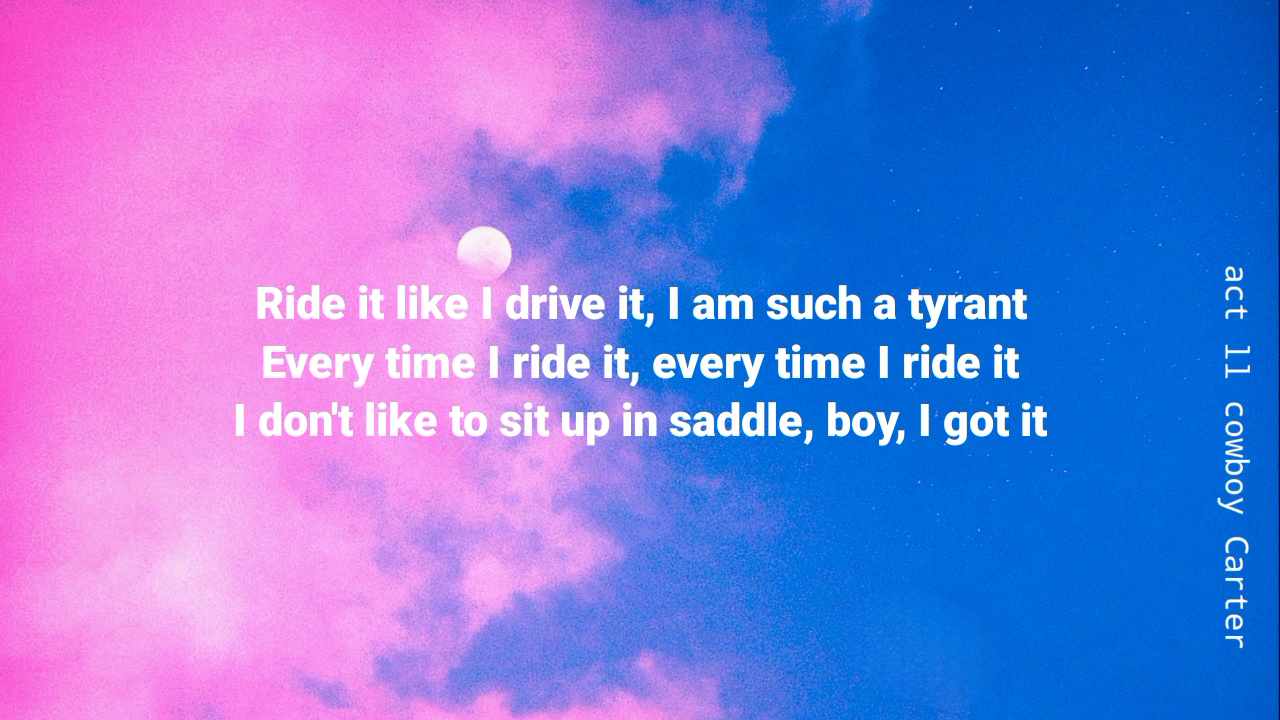 Ride it like I drive it, I am such a tyrant
Every time I ride it, every time I ride it
I don't like to sit up in saddle, boy, I got it
act ll cowboy Carter